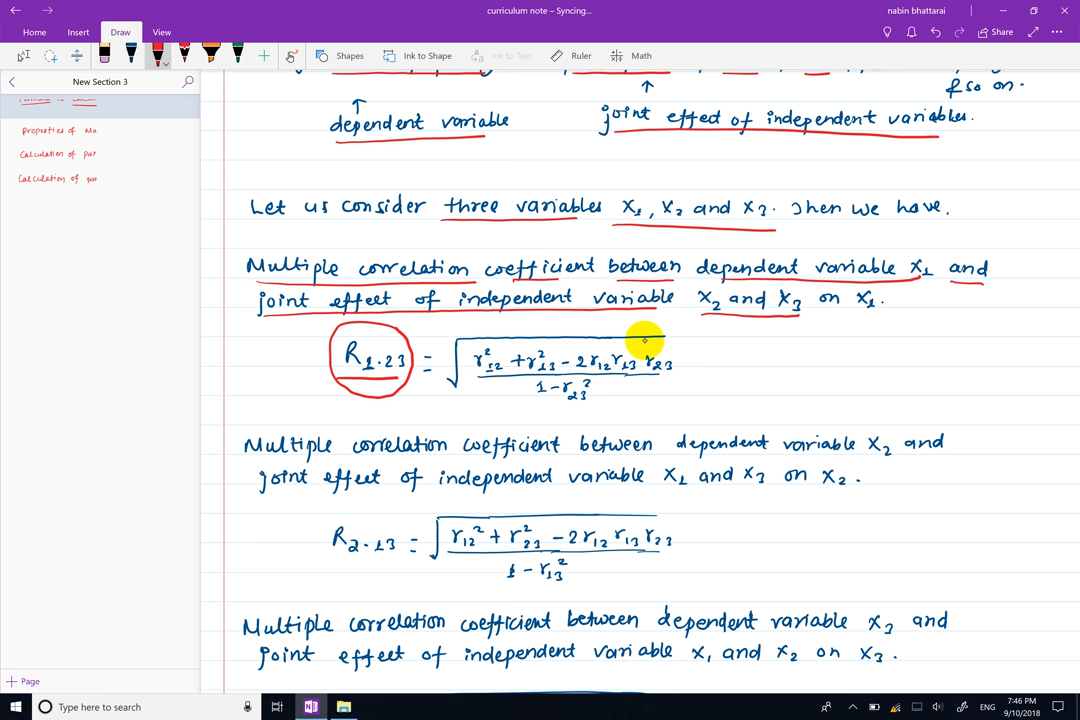 curriculum note - Syncing...
nabin bhattarai
Home Insert Draw View
Share
Shapes Ink to Shape Ink to Text Ruler Math
New Section 3
Properties of Mu
Calculation of par
Calculation of par
& so on.
dependent variable joint effect of independent variables.
Let us consider three variables X₁, X₂ and X₃. Then we have.
Multiple correlation coefficient between dependent variable X₁ and
joint effect of independent variable X₂ and X₃ on X₁.
R₁.₂₃ = √((r₁₂² + r₁₃² - 2r₁₂r₁₃r₂₃)/(1 - r₂₃²))
Multiple correlation coefficient between dependent variable X₂ and
joint effect of independent variable X₁ and X₃ on X₂.
R₂.₁₃ = √((r₁₂² + r₂₃² - 2r₁₂r₁₃r₂₃)/(1 - r₁₃²))
Multiple correlation coefficient between dependent variable X₃ and
joint effect of independent variable X₁ and X₂ on X₃.
+ Page
Type here to search
ENG
7:46 PM
9/10/2018